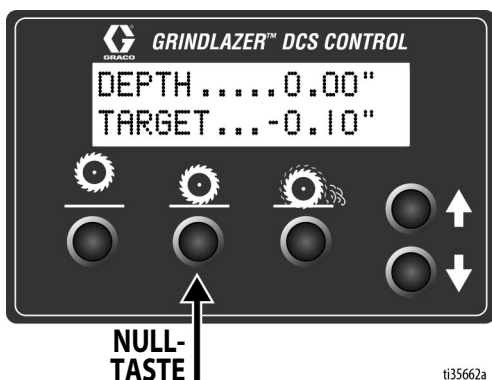 GRACO
GRINDLAZER™ DCS CONTROL
DEPTH.....0.00"
TARGET...-0.10"
NULL-
TASTE
ti35662a